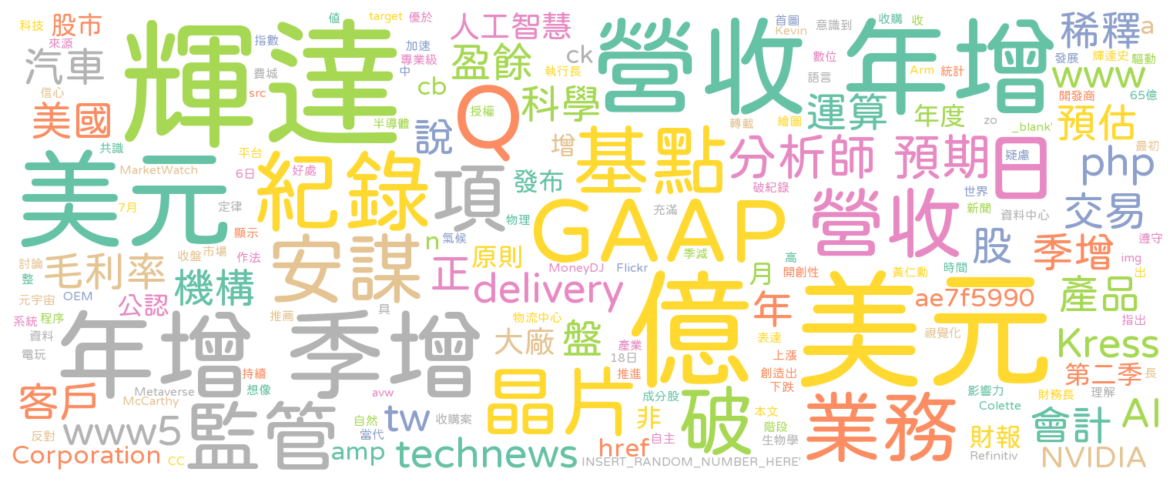 科技 股市 指數 加速 值 target 優於 人工智慧 首圖 Kevin 意識到 收購 收 稀釋 a
來源 汽車 輝達 專業級 中 盈餘 ck 執行長 營收 年增 數位 Arm 統計 發展 輝達史 驅動
信心 美國 費城 src cb Q 科學 語言 運算 年度 開發商 www 65億
共識 半導體 授權 說 增 轉載 繪圖 zo _blank' 預估 最初
美元 MarketWatch 平台 6日 好處 紀錄 項 發布 基點 分析師 預期 日 疑慮 php
7月 定律 物理 GAAP 破紀錄 充滿 營收 世界 新聞 資料中心 交易
討論 整 毛利率 收盤 市場 顯示 作法 安謀 n 氣候 正 原則 季減 高 股 黃仁勳 時間 季增 遵守 img
元宇宙 OEM 公認 機構 delivery MoneyDJ Flickr 月 開創性 ae7f5990 產品 出 指出
系統 程序 資料 電玩 年增 推薦 季增 具 大廠 物流中心 盤 產業 18日 億 年 表達 美元 視覺化 Kress
客戶 Metaverse McCarthy 持續 想像 avw 晶片 成分股 推進 上漲 創造出 下跌 影響力 Colette 財務長 第二季 理解 長
www5 反對 CC 監管 自然 當代 tw 收購案 非 破 本文 階段 業務 財報 會計 AI
Corporation amp technews href 自主 生物學 INSERT_RANDOM_NUMBER_HERE' Refinitiv NVIDIA